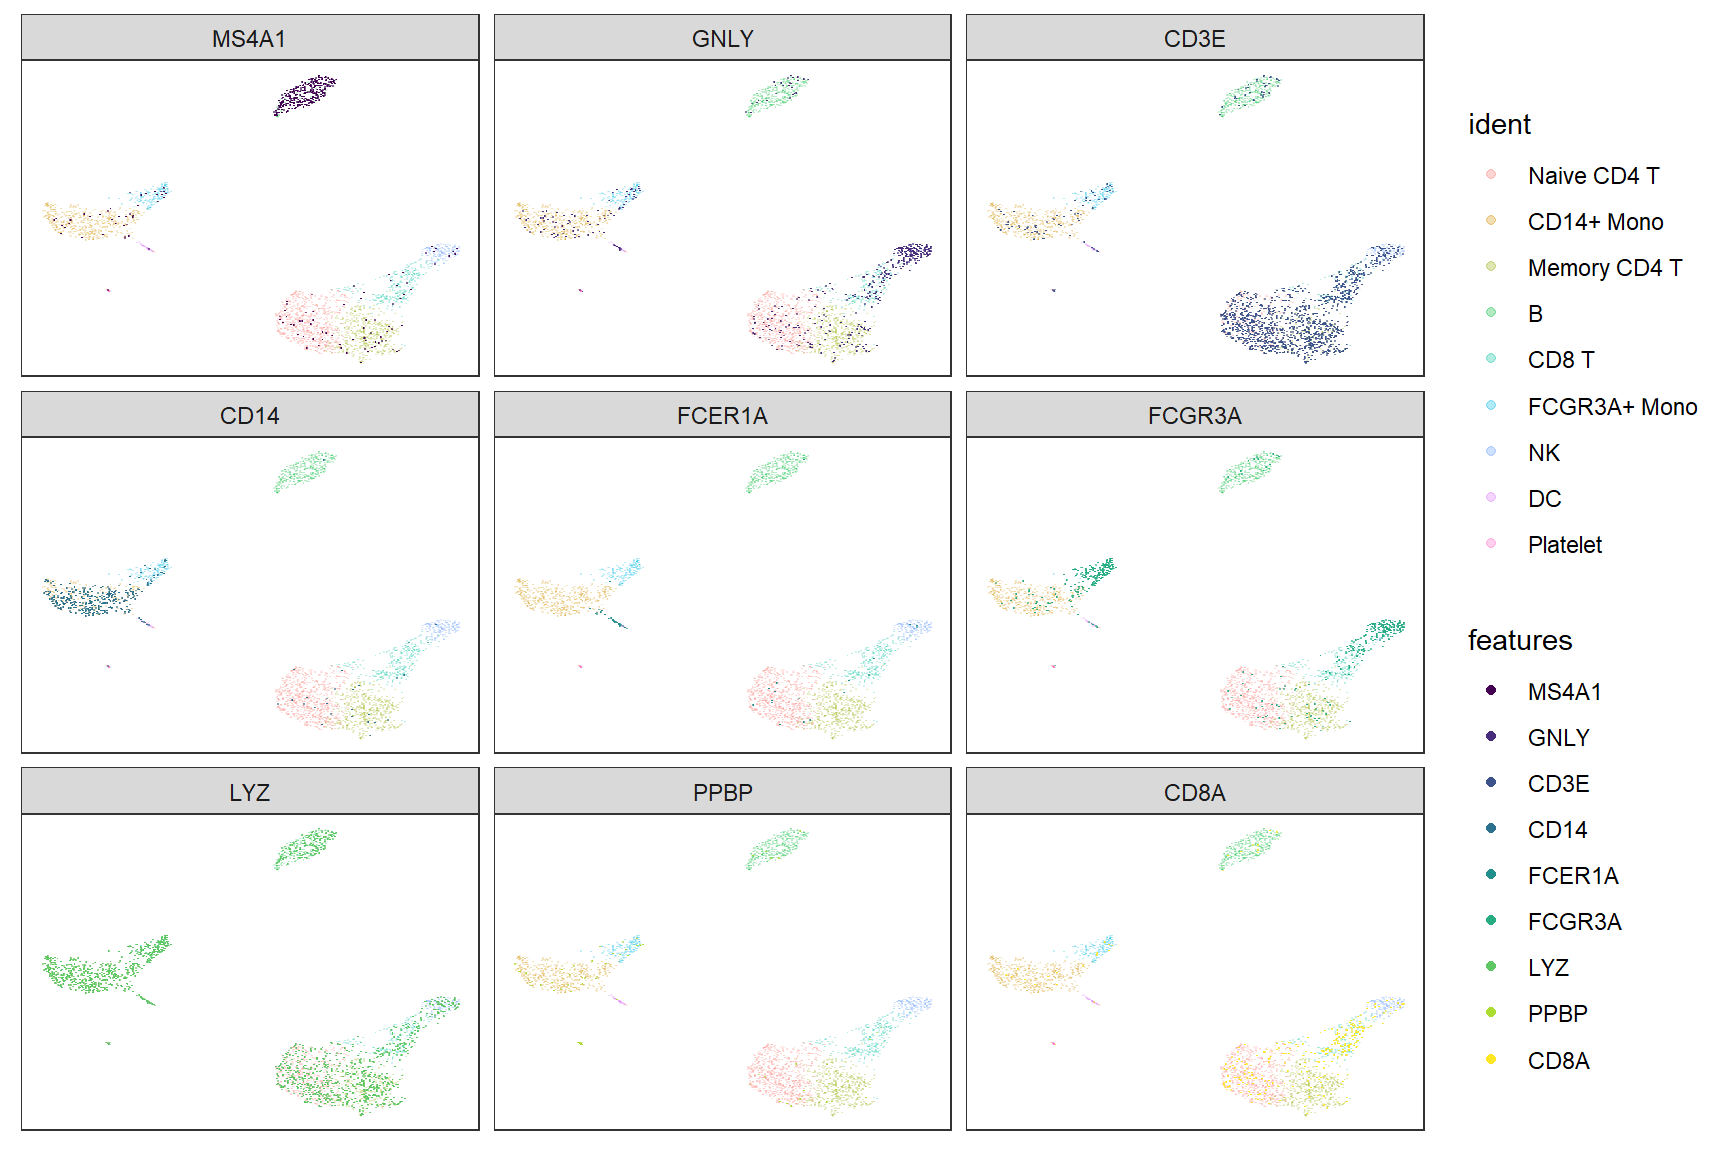 MS4A1
GNLY
CD3E
CD14
FCER1A
FCGR3A
LYZ
PPBP
CD8A
ident
Naive CD4 T
CD14+ Mono
Memory CD4 T
B
CD8 T
FCGR3A+ Mono
NK
DC
Platelet
features
MS4A1
GNLY
CD3E
CD14
FCER1A
FCGR3A
LYZ
PPBP
CD8A